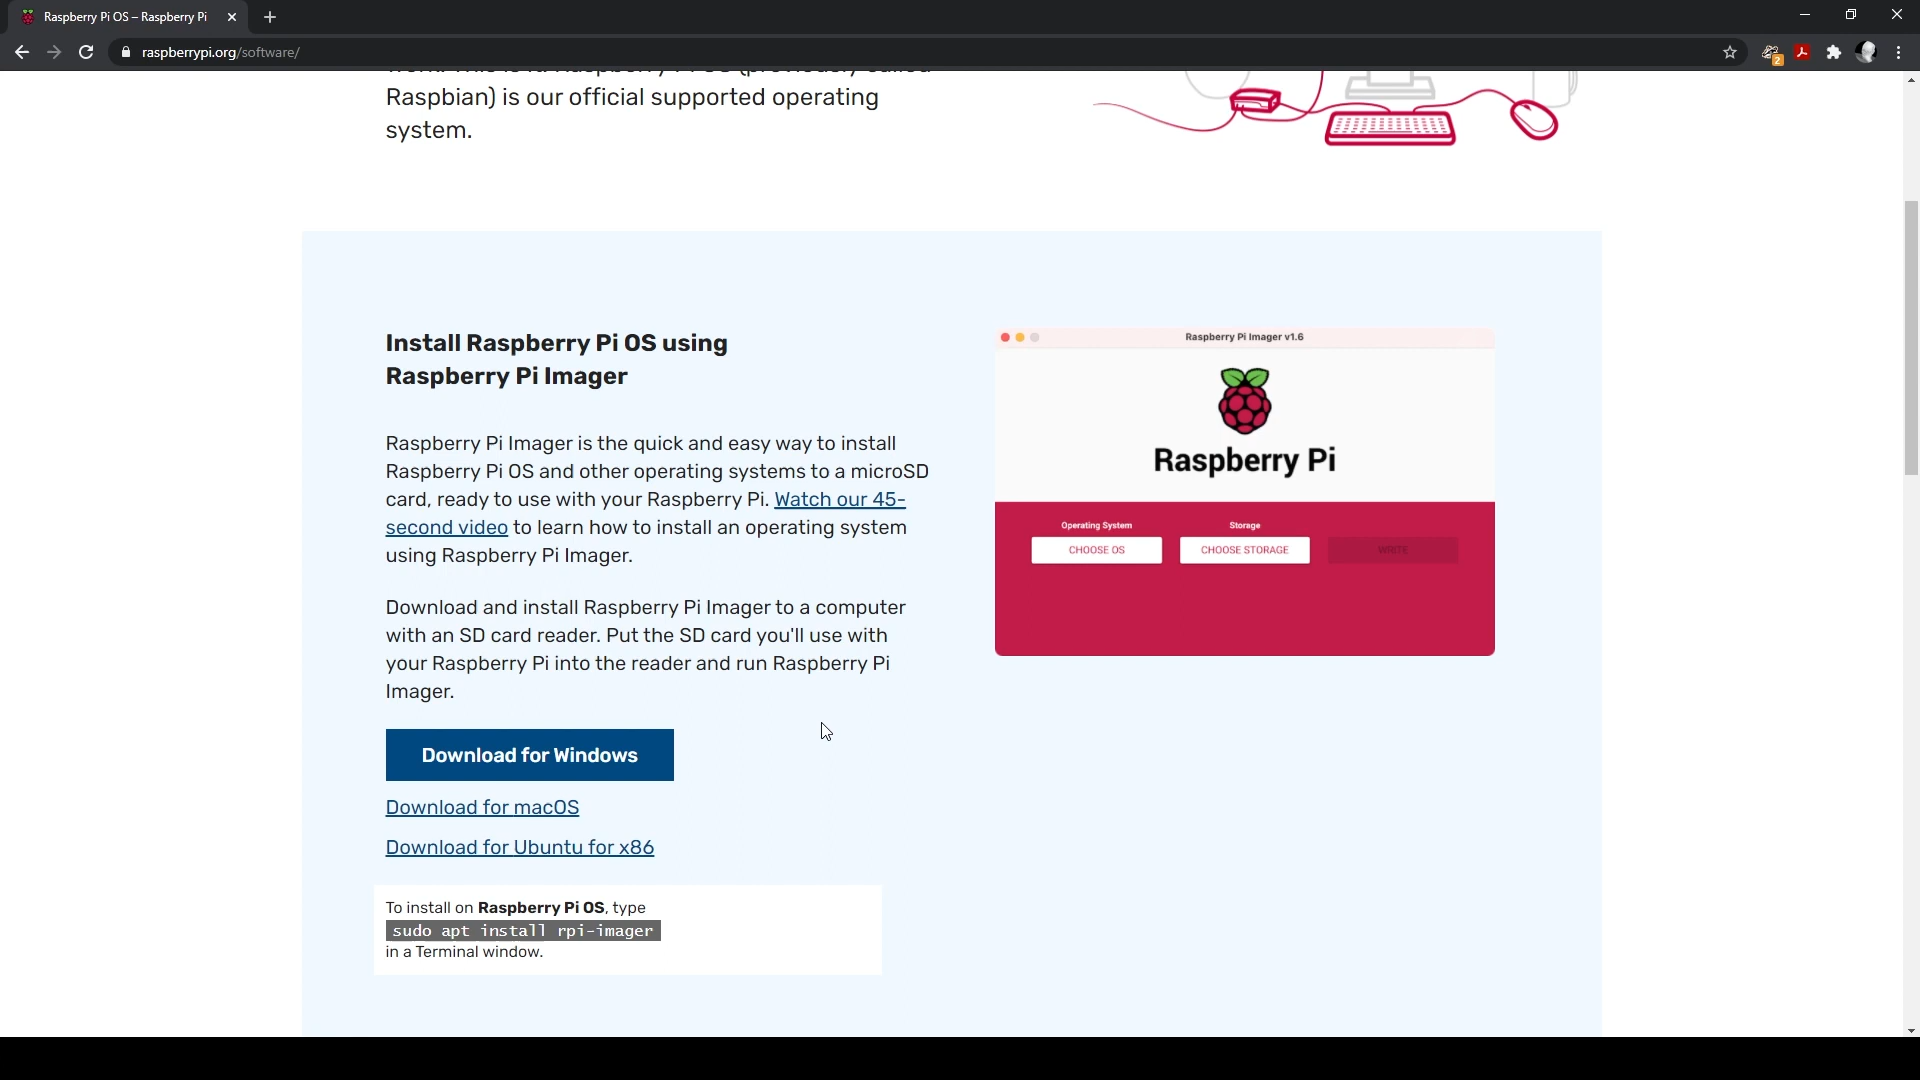 Raspberry Pi OS – Raspberry Pi
raspberrypi.org/software/
2
Raspbian) is our official supported operating
system.
Install Raspberry Pi OS using
Raspberry Pi Imager
Raspberry Pi Imager is the quick and easy way to install
Raspberry Pi OS and other operating systems to a microSD
card, ready to use with your Raspberry Pi. Watch our 45-
second video to learn how to install an operating system
using Raspberry Pi Imager.
Download and install Raspberry Pi Imager to a computer
with an SD card reader. Put the SD card you'll use with
your Raspberry Pi into the reader and run Raspberry Pi
Imager.
Download for Windows
Download for macOS
Download for Ubuntu for x86
To install on Raspberry Pi OS, type
sudo apt install rpi-imager
in a Terminal window.
Raspberry Pi Imager v1.6
Raspberry Pi
Operating System
Storage
CHOOSE OS
CHOOSE STORAGE
WRITE